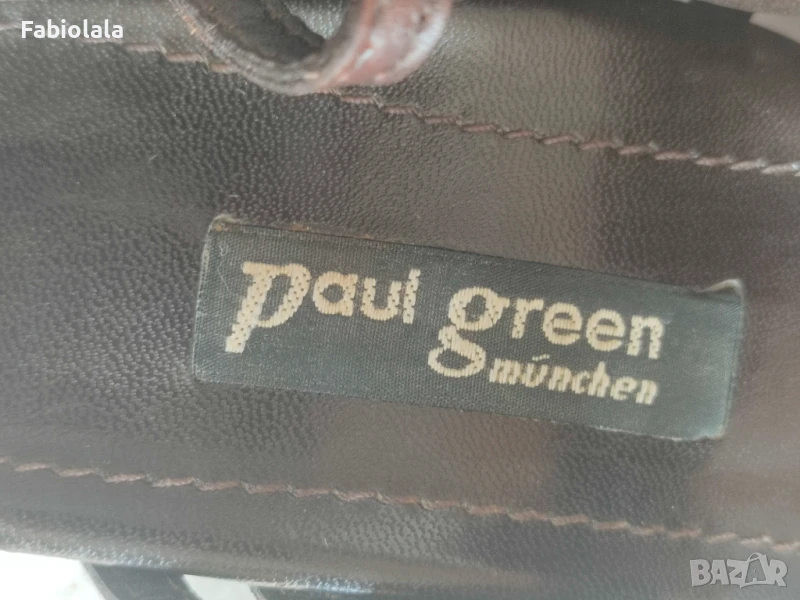 Fabiolala
paul green
münchen
BAZAR